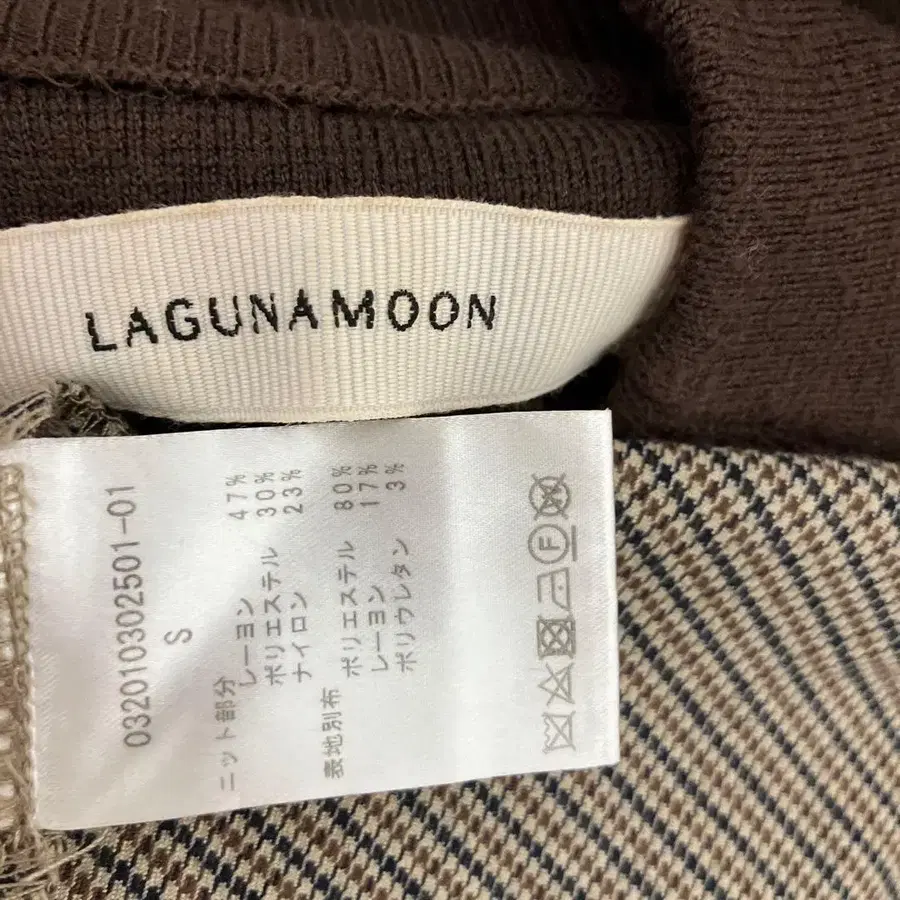 LAGUNAMOON
032010302501-01
S
ニット部分
レーヨン 47%
ポリエステル 30%
ナイロン 23%
表地別布
ポリエステル 80%
レーヨン 17%
ポリウレタン 3%
F